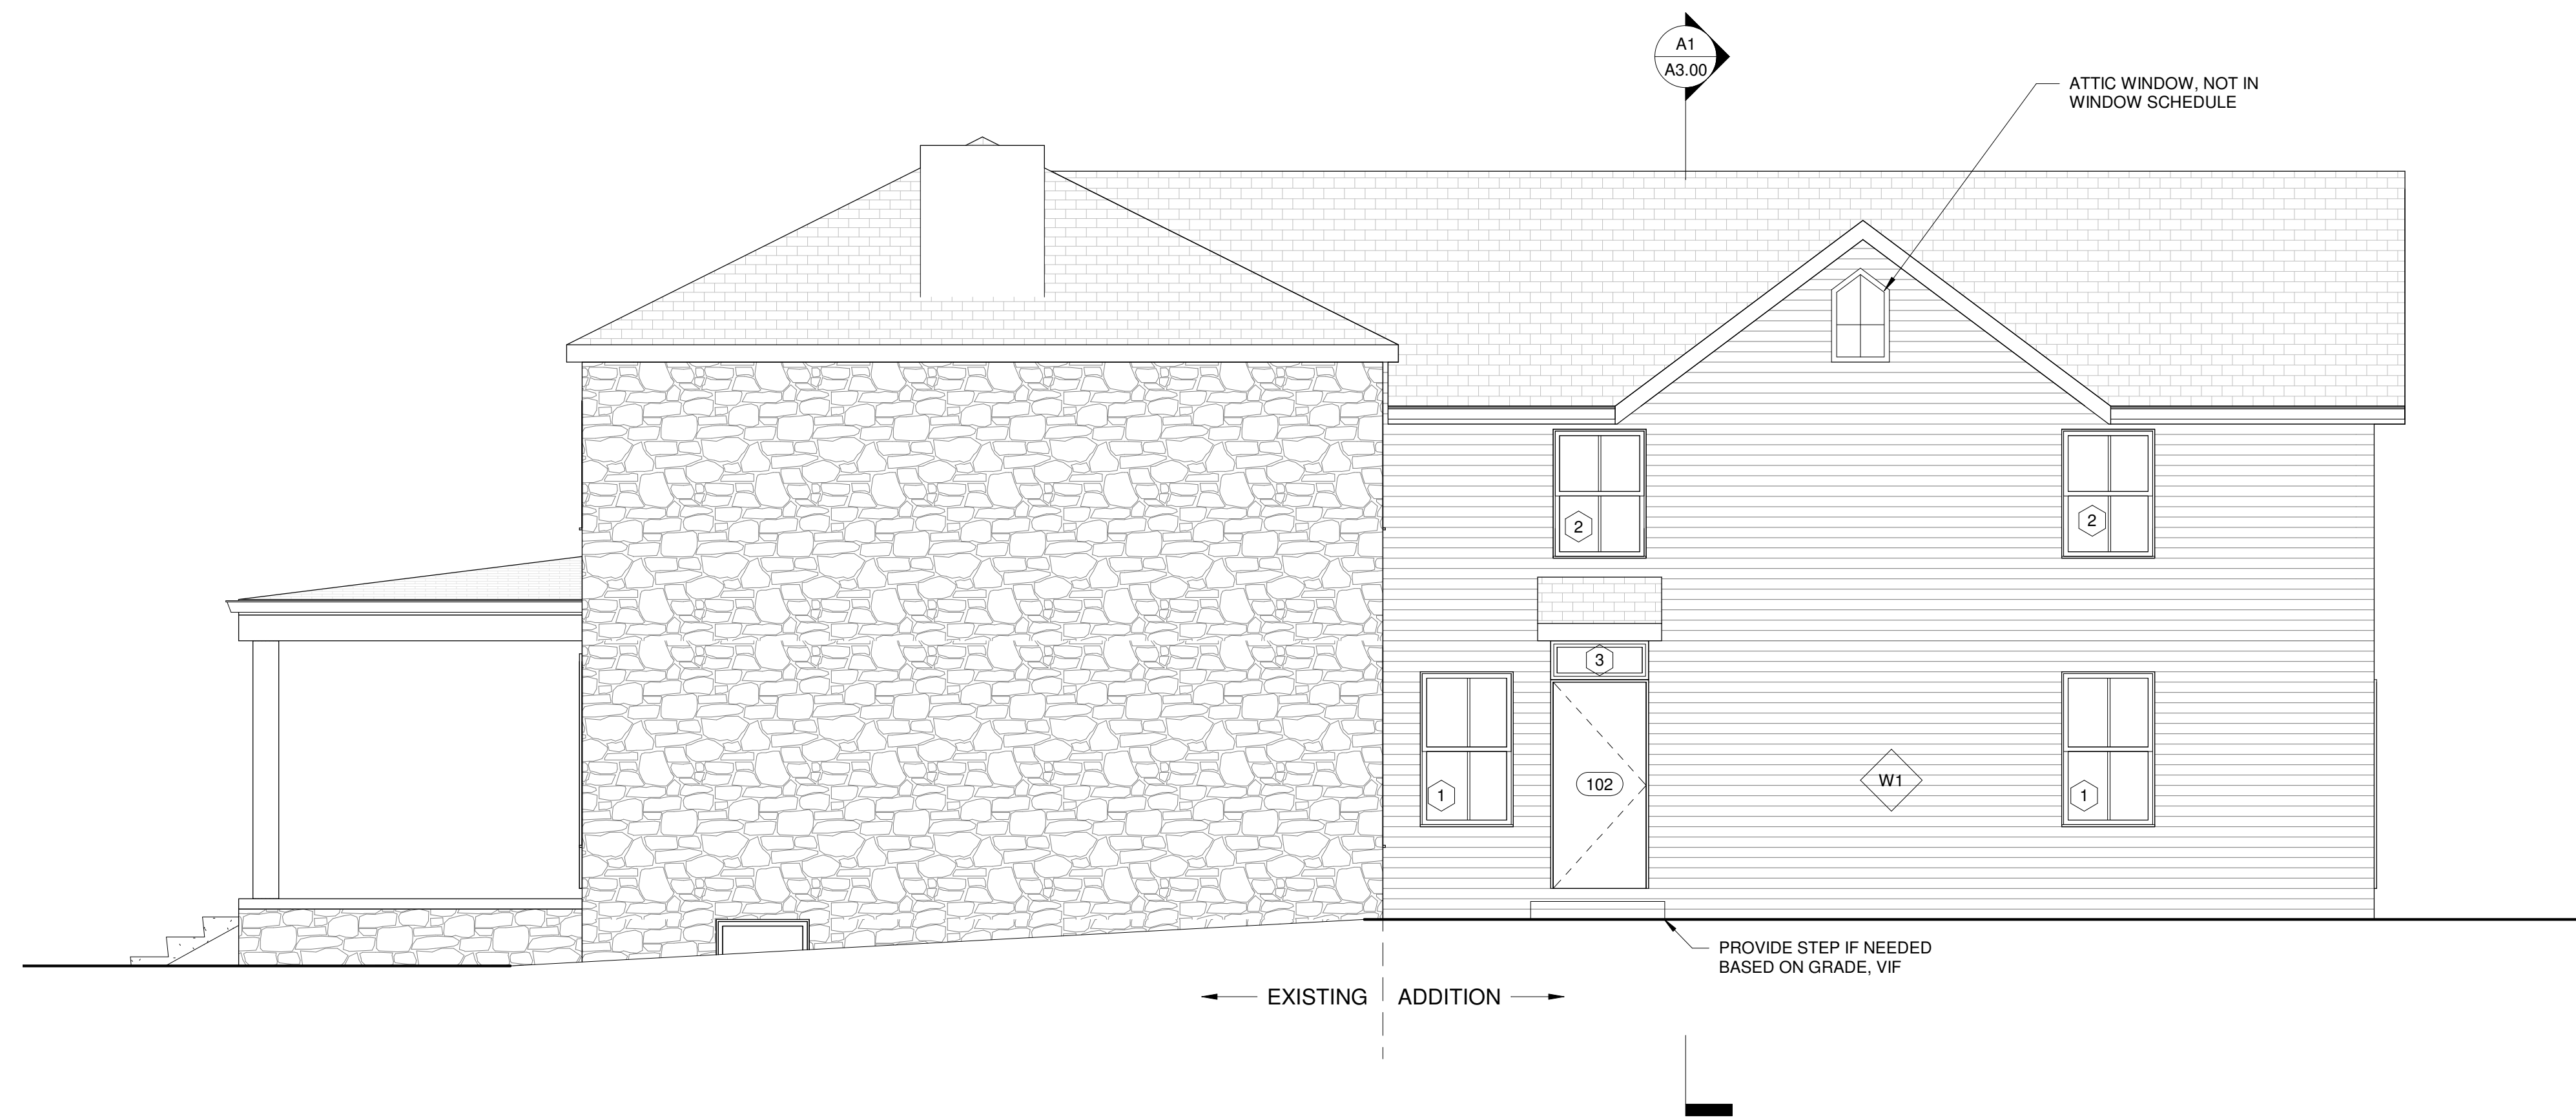 A1
A3.00
ATTIC WINDOW, NOT IN
WINDOW SCHEDULE
2
2
3
1
102
W1
1
PROVIDE STEP IF NEEDED
BASED ON GRADE, VIF
EXISTING
ADDITION